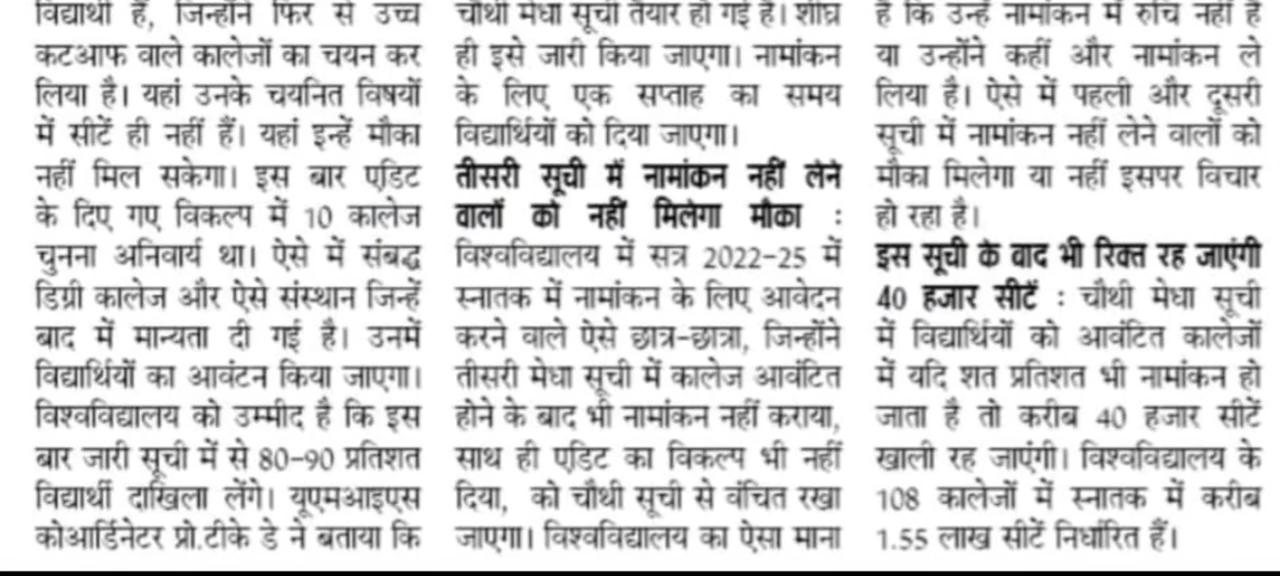 विद्यार्थी हैं, जिन्होंने फिर से उच्च
कटआफ वाले कालेजों का चयन कर
लिया है। यहां उनके चयनित विषयों
में सीटें ही नहीं हैं। यहां इन्हें मौका
नहीं मिल सकेगा। इस बार एडिट
के दिए गए विकल्प में 10 कालेज
चुनना अनिवार्य था। ऐसे में संबद्ध
डिग्री कालेज और ऐसे संस्थान जिन्हें
बाद में मान्यता दी गई है। उनमें
विद्यार्थियों का आवंटन किया जाएगा।
विश्वविद्यालय को उम्मीद है कि इस
बार जारी सूची में से 80-90 प्रतिशत
विद्यार्थी दाखिला लेंगे। यूएमआइएस
कोआर्डिनेटर प्रो.टीके डे ने बताया कि
चौथी मेधा सूची तैयार हो गई है। शीघ्र
ही इसे जारी किया जाएगा। नामांकन
के लिए एक सप्ताह का समय
विद्यार्थियों को दिया जाएगा।
तीसरी सूची में नामांकन नहीं लेने
वालों को नहीं मिलेगा मौका :
विश्वविद्यालय में सत्र 2022-25 में
स्नातक में नामांकन के लिए आवेदन
करने वाले ऐसे छात्र-छात्रा, जिन्होंने
तीसरी मेधा सूची में कालेज आवंटित
होने के बाद भी नामांकन नहीं कराया,
साथ ही एडिट का विकल्प भी नहीं
दिया, को चौथी सूची से वंचित रखा
जाएगा। विश्वविद्यालय का ऐसा माना
है कि उन्हें नामांकन में रुचि नहीं है
या उन्होंने कहीं और नामांकन ले
लिया है। ऐसे में पहली और दूसरी
सूची में नामांकन नहीं लेने वालों को
मौका मिलेगा या नहीं इसपर विचार
हो रहा है।
इस सूची के बाद भी रिक्त रह जाएंगी
40 हजार सीटें : चौथी मेधा सूची
में विद्यार्थियों को आवंटित कालेजों
में यदि शत प्रतिशत भी नामांकन हो
जाता है तो करीब 40 हजार सीटें
खाली रह जाएंगी। विश्वविद्यालय के
108 कालेजों में स्नातक में करीब
1.55 लाख सीटें निर्धारित हैं।